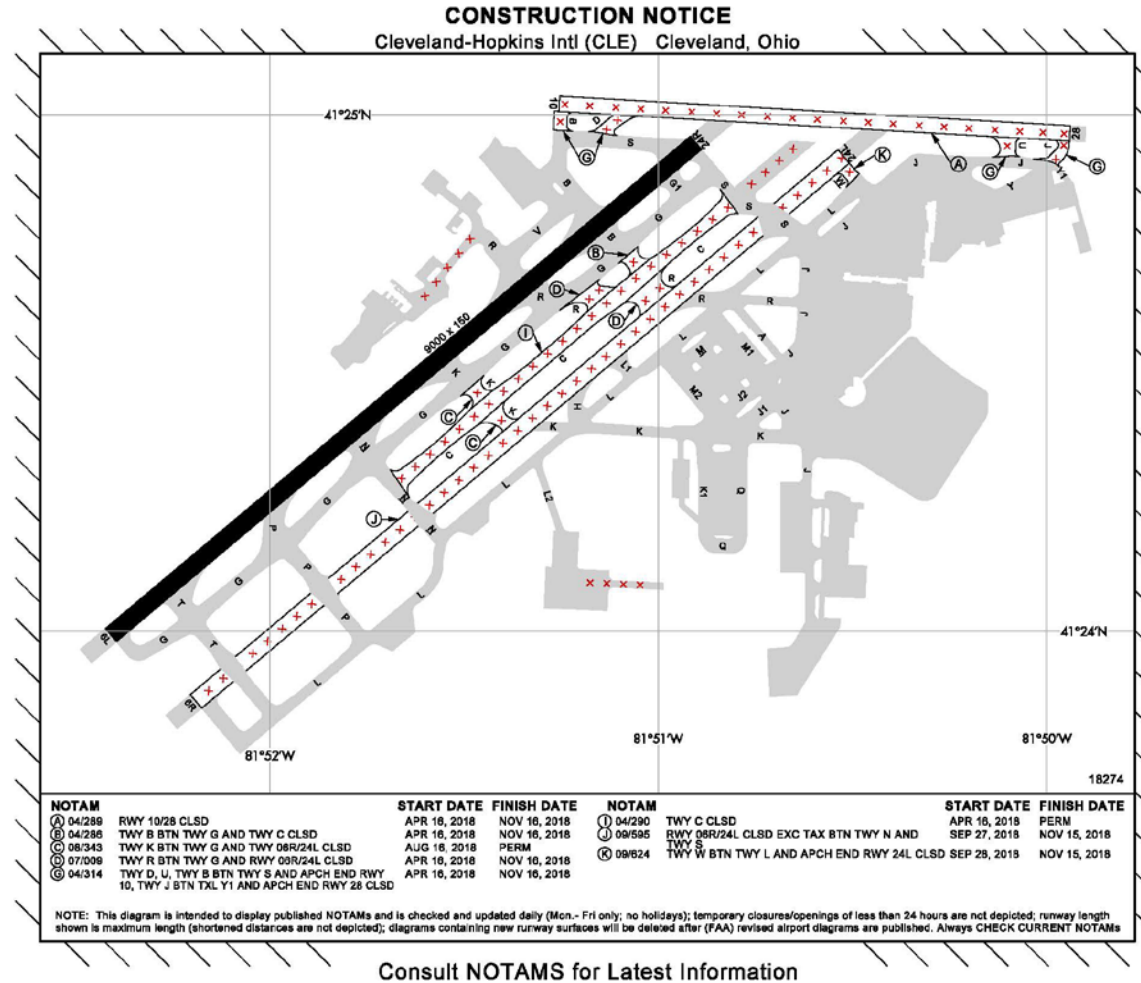 CONSTRUCTION NOTICE
Cleveland-Hopkins Intl (CLE) Cleveland, Ohio
41°25'N
10
28
B
D
S
G
A
U
J
G
Y1
G
J
Y
24R
24L
K
W
G1
B
R
V
B
G
S
S
S
L
J
B
G
C
R
D
R
R
D
L
R
R
J
9000 x 150
I
G
C
L1
L
M
M1
A
J
J
K
K
G
C
K
H
L
M2
J2
J1
J
C
C
N
G
K
K
K
J
N
J
N
L
L2
K1
Q
Q
P
G
P
P
L
T
G
T
6L
G
L
6R
41°24'N
81°52'W
81°51'W
81°50'W
18274
NOTAM START DATE FINISH DATE
A 04/289 RWY 10/28 CLSD APR 16, 2018 NOV 16, 2018
B 04/286 TWY B BTN TWY G AND TWY C CLSD APR 16, 2018 NOV 16, 2018
C 08/343 TWY K BTN TWY G AND TWY 06R/24L CLSD AUG 16, 2018 PERM
D 07/009 TWY R BTN TWY G AND RWY 06R/24L CLSD APR 16, 2018 NOV 16, 2018
G 04/314 TWY D, U, TWY B BTN TWY S AND APCH END RWY APR 16, 2018 NOV 16, 2018
10, TWY J BTN TXL Y1 AND APCH END RWY 28 CLSD
NOTAM START DATE FINISH DATE
I 04/290 TWY C CLSD APR 16, 2018 PERM
J 09/595 RWY 06R/24L CLSD EXC TAX BTN TWY N AND SEP 27, 2018 NOV 15, 2018
TWY S
K 09/624 TWY W BTN TWY L AND APCH END RWY 24L CLSD SEP 28, 2018 NOV 15, 2018
NOTE: This diagram is intended to display published NOTAMs and is checked and updated daily (Mon.- Fri only; no holidays); temporary closures/openings of less than 24 hours are not depicted; runway length
shown is maximum length (shortened distances are not depicted); diagrams containing new runway surfaces will be deleted after (FAA) revised airport diagrams are published. Always CHECK CURRENT NOTAMs
Consult NOTAMS for Latest Information